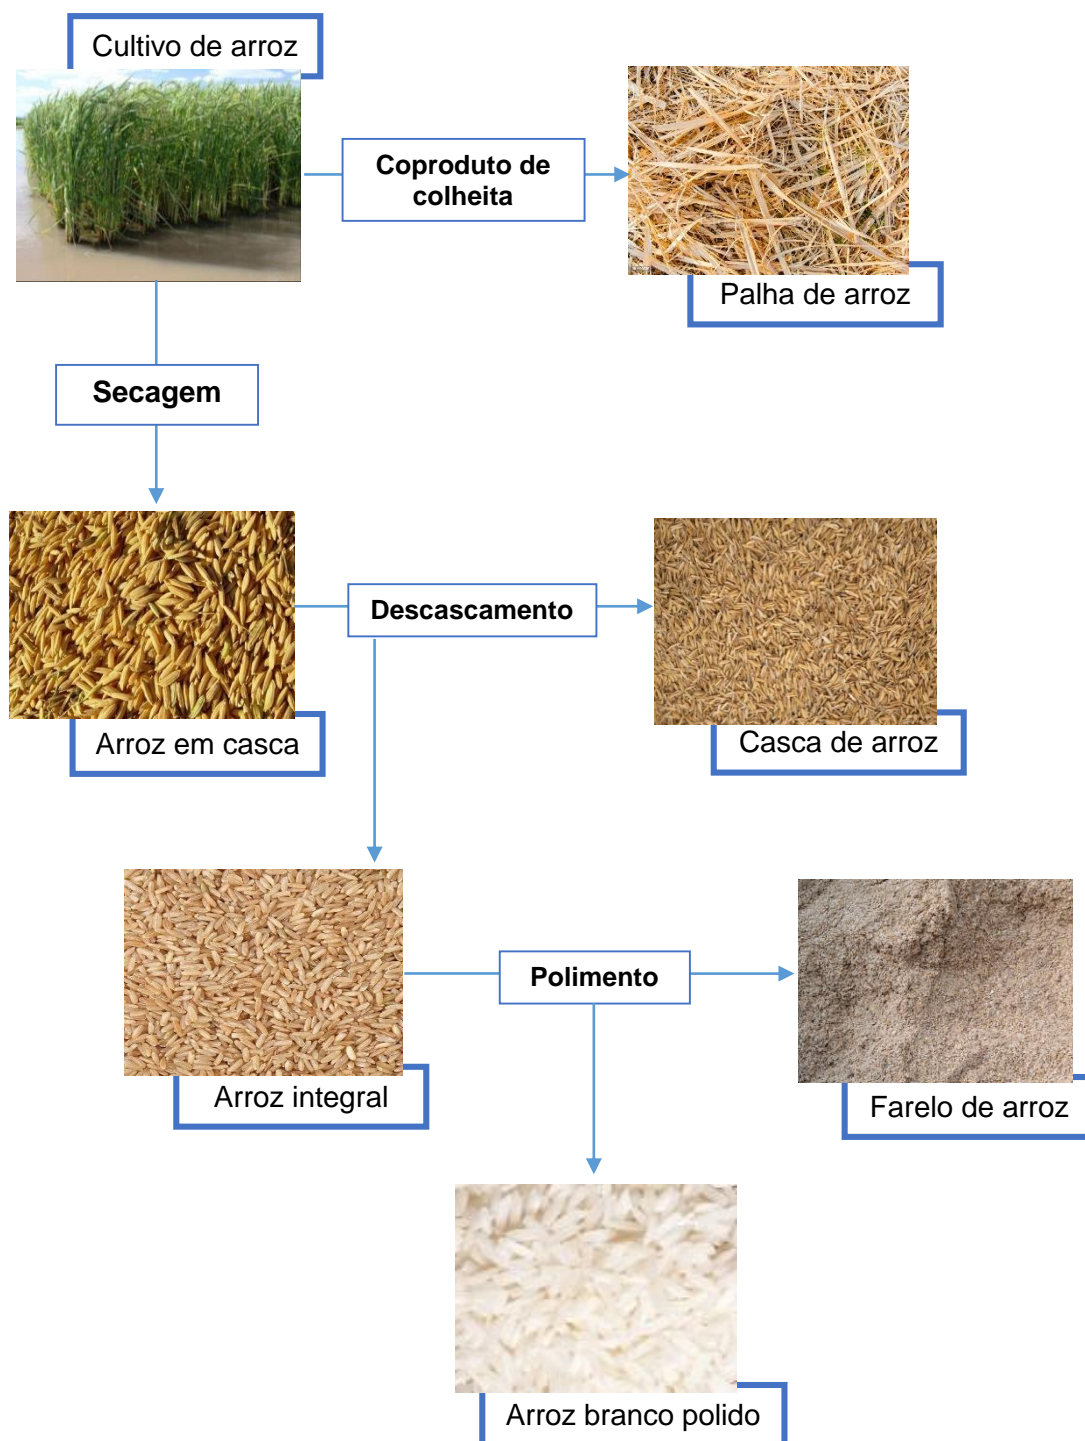 Cultivo de arroz
Coproduto de
colheita
Palha de arroz
Secagem
Descascamento
Arroz em casca
Casca de arroz
Polimento
Arroz integral
Farelo de arroz
Arroz branco polido